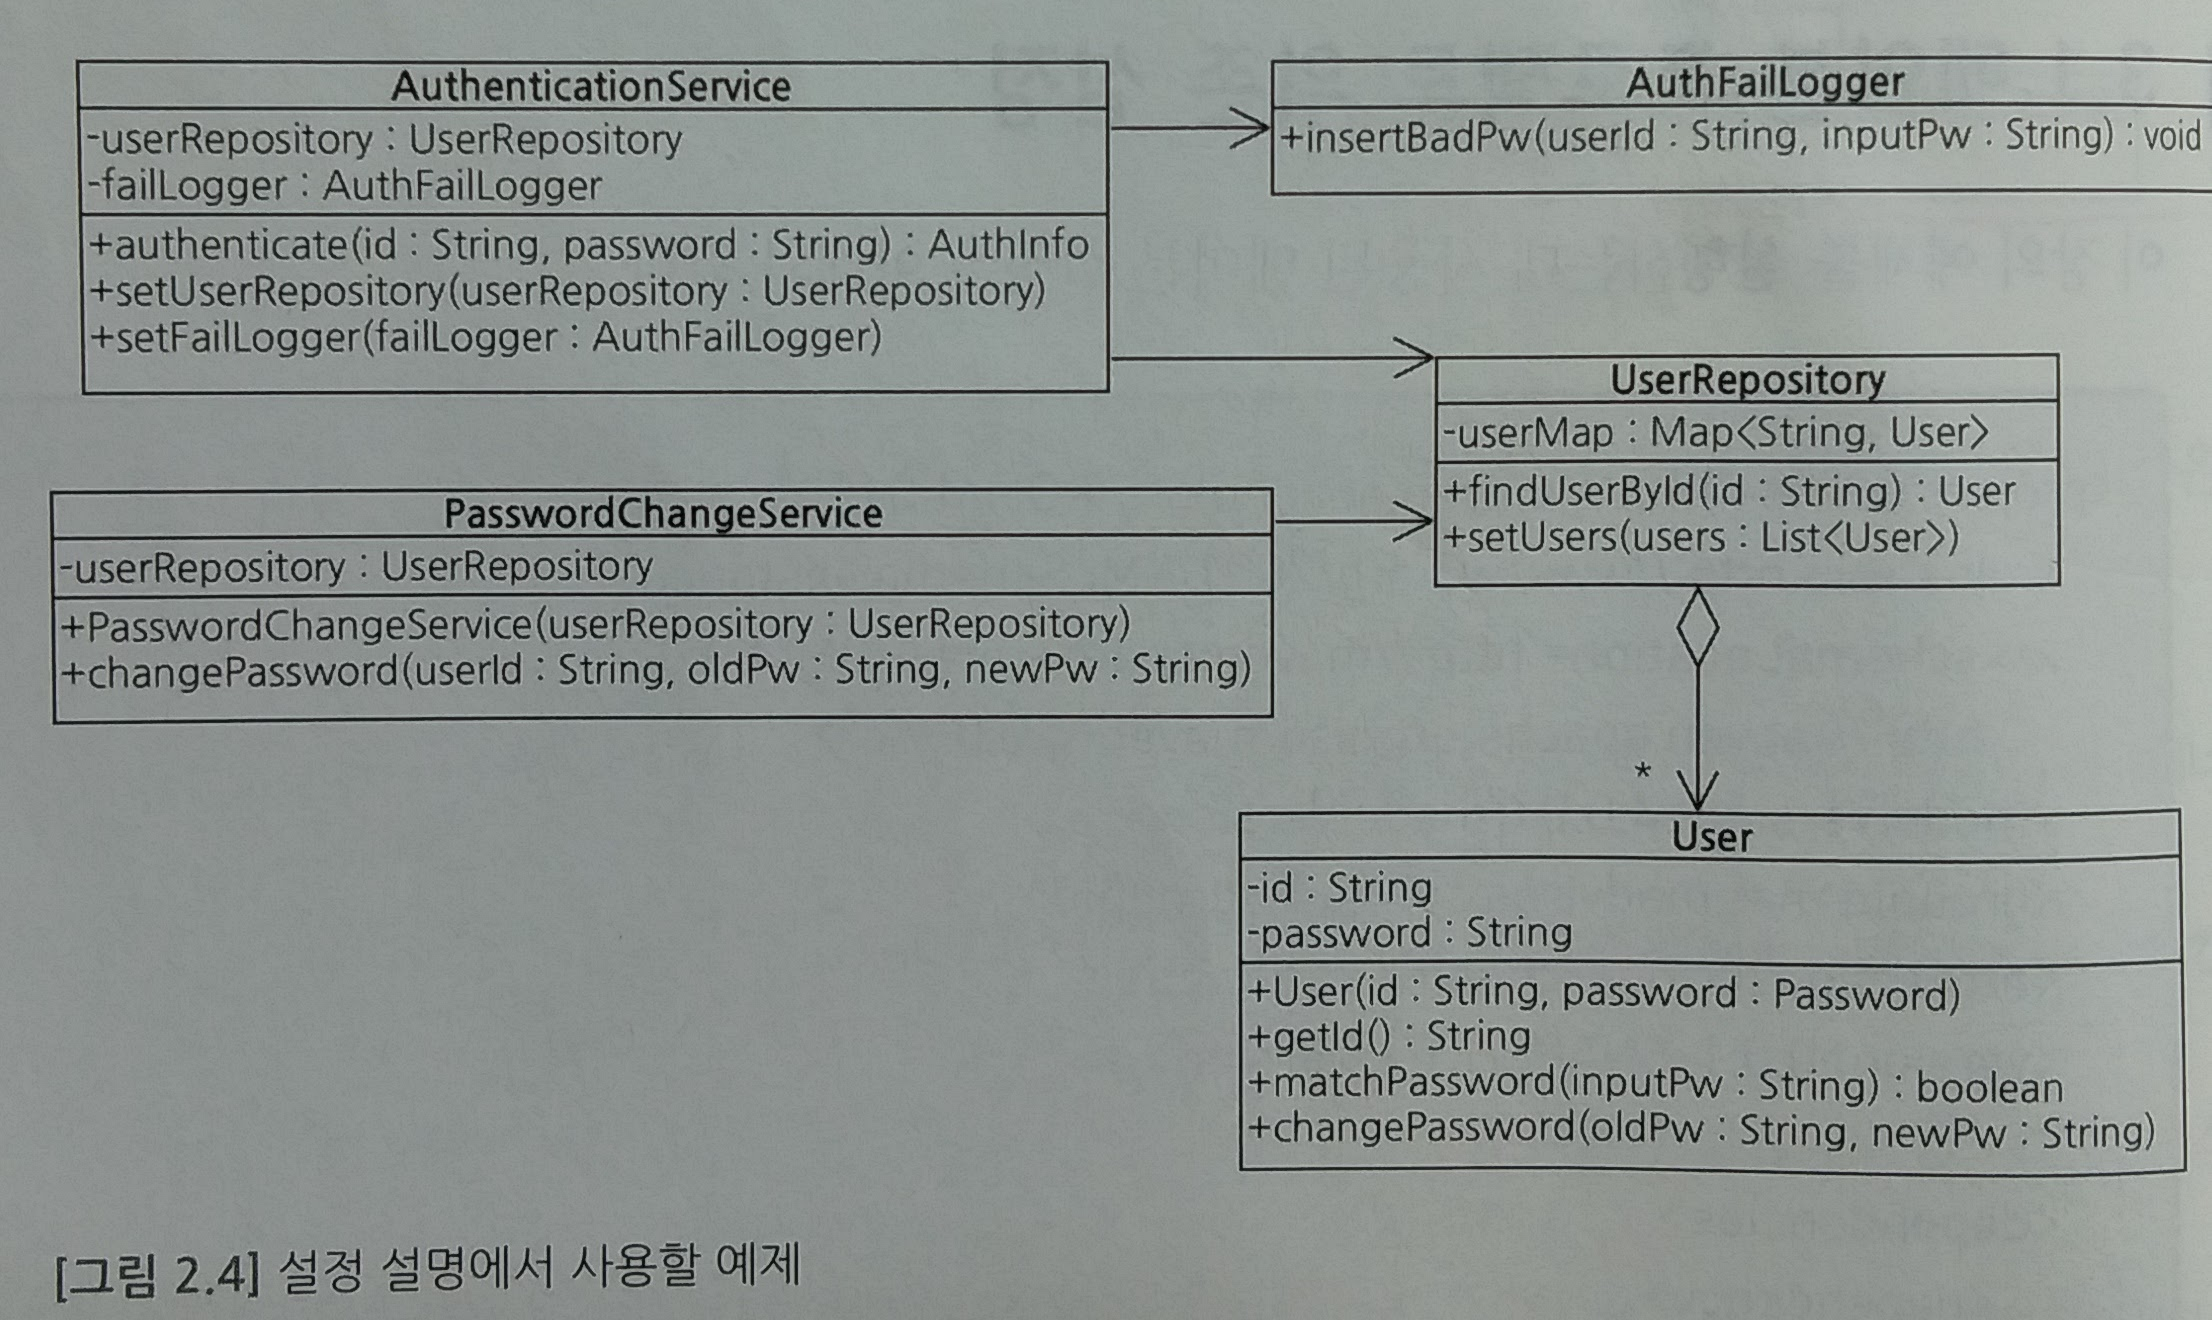 AuthenticationService
-userRepository : UserRepository
-failLogger : AuthFailLogger
+authenticate(id : String, password : String) : AuthInfo
+setUserRepository(userRepository : UserRepository)
+setFailLogger(failLogger : AuthFailLogger)
AuthFailLogger
+insertBadPw(userId : String, inputPw : String) : void
UserRepository
-userMap : Map<String, User>
+findUserById(id : String) : User
+setUsers(users : List<User>)
PasswordChangeService
-userRepository : UserRepository
+PasswordChangeService(userRepository : UserRepository)
+changePassword(userId : String, oldPw : String, newPw : String)
*
User
-id : String
-password : String
+User(id : String, password : Password)
+getId() : String
+matchPassword(inputPw : String) : boolean
+changePassword(oldPw : String, newPw : String)
[그림 2.4] 설정 설명에서 사용할 예제